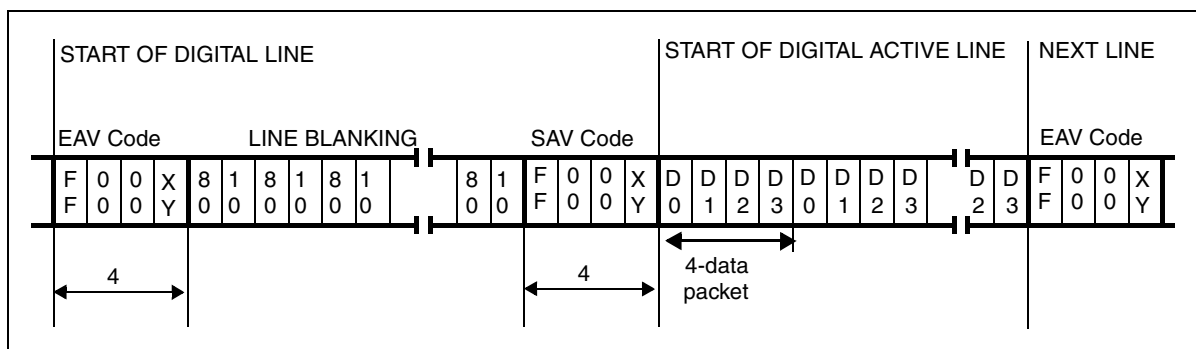 START OF DIGITAL LINE START OF DIGITAL ACTIVE LINE NEXT LINE
EAV Code LINE BLANKING SAV Code EAV Code
F 0 0 X 8 1 8 1 8 1 8 1 F 0 0 X D D D D D D D D D D F 0 0 X
F 0 0 Y 0 0 0 0 0 0 0 0 F 0 0 Y 0 1 2 3 0 1 2 3 2 3 F 0 0 Y
4 4 4-data
packet